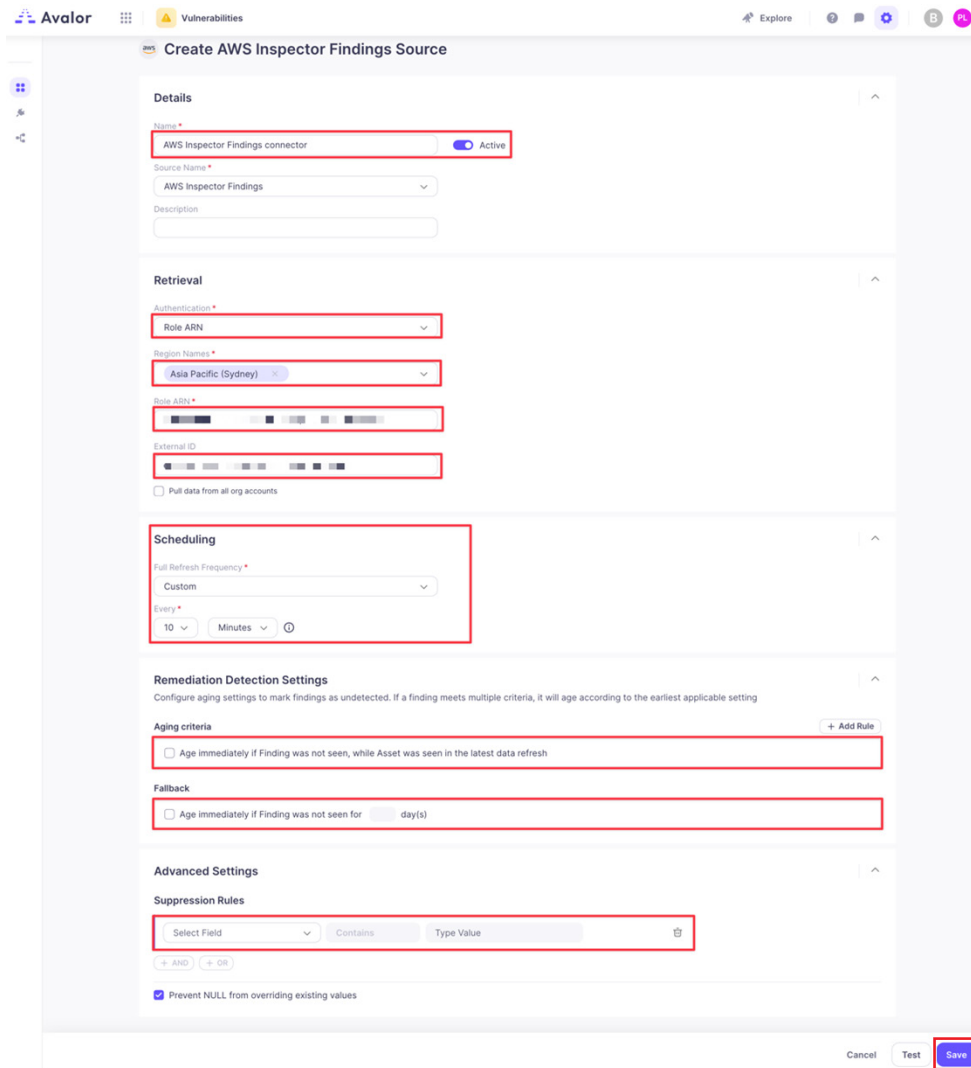 Avalor
Vulnerabilities
Explore
B
PL
aws
Create AWS Inspector Findings Source
Details
Name *
AWS Inspector Findings connector
Active
Source Name *
AWS Inspector Findings
Description
Retrieval
Authentication *
Role ARN
Region Names *
Asia Pacific (Sydney)
Role ARN *
External ID
Pull data from all org accounts
Scheduling
Full Refresh Frequency *
Custom
Every *
10 Minutes
Remediation Detection Settings
Configure aging settings to mark findings as undetected. If a finding meets multiple criteria, it will age according to the earliest applicable setting
Aging criteria
+ Add Rule
Age immediately if Finding was not seen, while Asset was seen in the latest data refresh
Fallback
Age immediately if Finding was not seen for day(s)
Advanced Settings
Suppression Rules
Select Field Contains Type Value
+ AND + OR
Prevent NULL from overriding existing values
Cancel Test Save